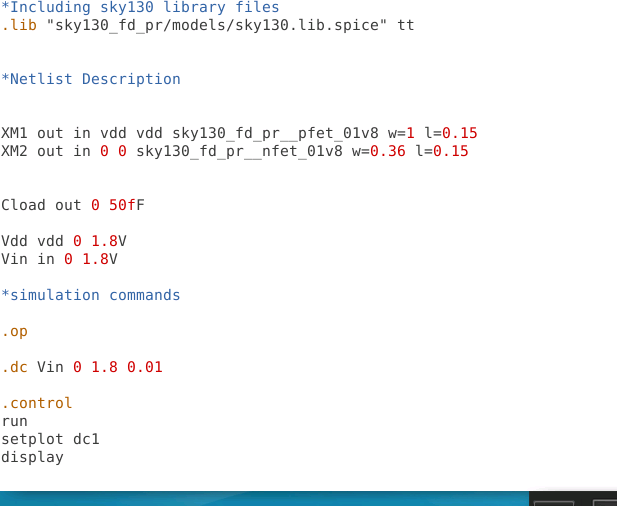 *Including sky130 library files
.lib "sky130_fd_pr/models/sky130.lib.spice" tt
*Netlist Description
XM1 out in vdd vdd sky130_fd_pr__pfet_01v8 w=1 l=0.15
XM2 out in 0 0 sky130_fd_pr__nfet_01v8 w=0.36 l=0.15
Cload out 0 50fF
Vdd vdd 0 1.8V
Vin in 0 1.8V
*simulation commands
.op
.dc Vin 0 1.8 0.01
.control
run
setplot dc1
display